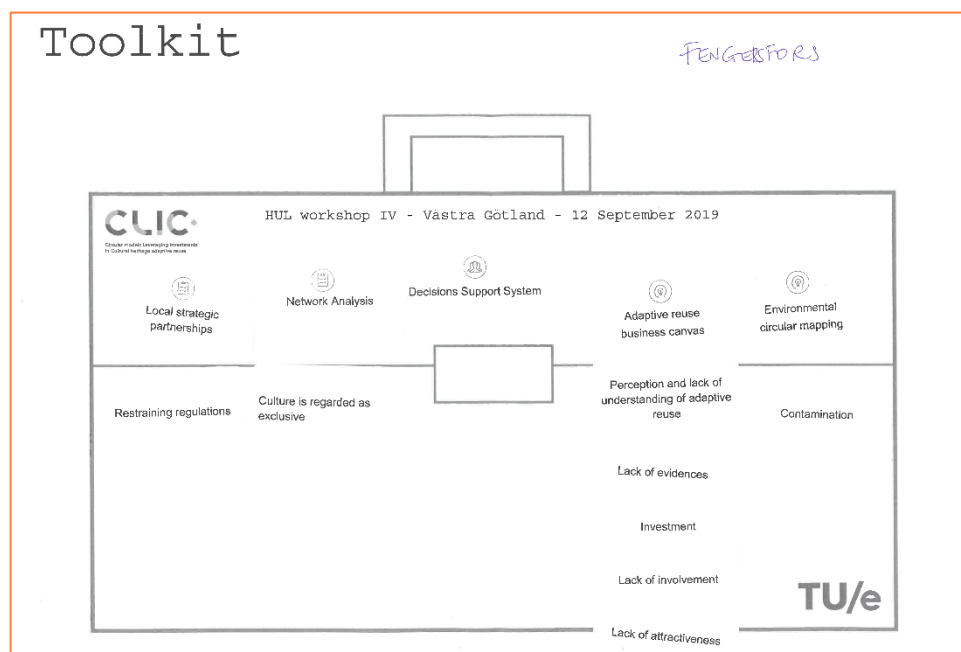 Toolkit
FENGERSFORS
CLIC
Circular models Leveraging Investments
in Cultural heritage adaptive reuse
HUL workshop IV - Västra Götland - 12 September 2019
Local strategic
partnerships
Network Analysis
Decisions Support System
Adaptive reuse
business canvas
Environmental
circular mapping
Restraining regulations
Culture is regarded as
exclusive
Perception and lack of
understanding of adaptive
reuse
Contamination
Lack of evidences
Investment
Lack of involvement
Lack of attractiveness
TU/e